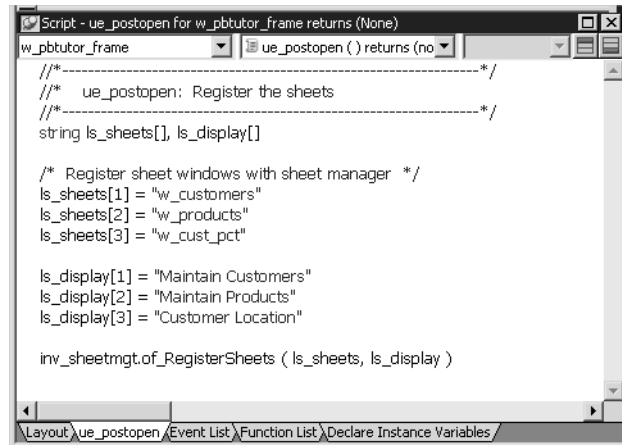 Script - ue_postopen for w_pbtutor_frame returns (None)
w_pbtutor_frame ue_postopen ( ) returns (no
//*----------------------------------------------------------------*/
//* ue_postopen: Register the sheets
//*----------------------------------------------------------------*/
string ls_sheets[], ls_display[]
/* Register sheet windows with sheet manager */
ls_sheets[1] = "w_customers"
ls_sheets[2] = "w_products"
ls_sheets[3] = "w_cust_pct"
ls_display[1] = "Maintain Customers"
ls_display[2] = "Maintain Products"
ls_display[3] = "Customer Location"
inv_sheetmgt.of_RegisterSheets ( ls_sheets, ls_display )
Layout ue_postopen Event List Function List Declare Instance Variables